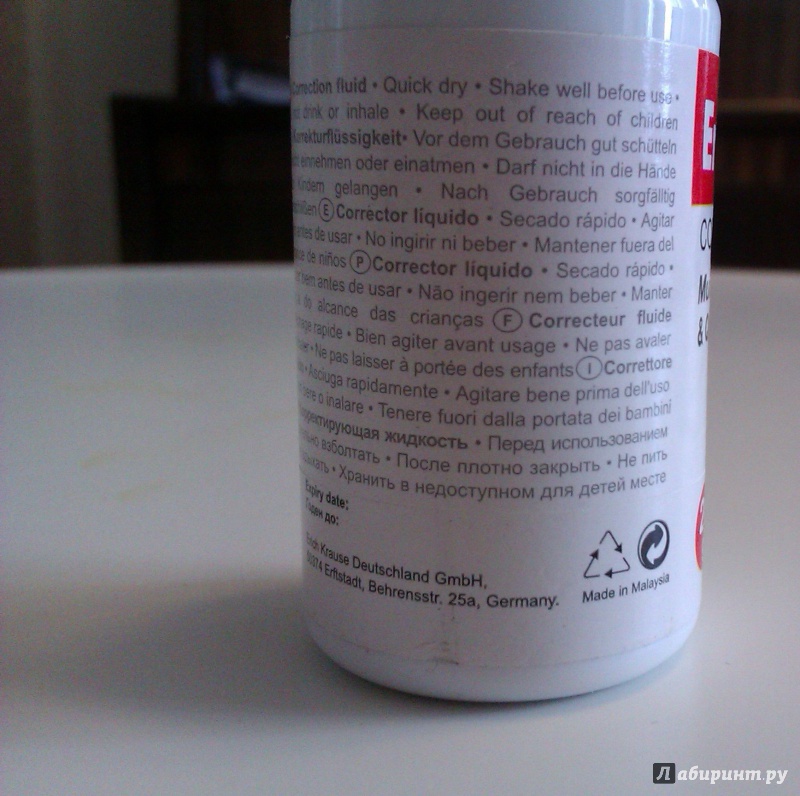 Correction fluid • Quick dry • Shake well before use •
drink or inhale • Keep out of reach of children
Korrekturflüssigkeit • Vor dem Gebrauch gut schütteln
einnehmen oder einatmen • Darf nicht in die Hände
Kindern gelangen • Nach Gebrauch sorgfältig
E Corrector líquido • Secado rápido • Agitar
antes de usar • No ingirir ni beber • Mantener fuera del
de niños P Corrector líquido • Secado rápido •
bem antes de usar • Não ingerir nem beber • Manter
do alcance das crianças F Correcteur fluide
rapide • Bien agiter avant usage • Ne pas avaler
• Ne pas laisser à portée des enfants I Correttore
• Asciuga rapidamente • Agitare bene prima dell'uso
bere o inalare • Tenere fuori dalla portata dei bambini
жидкость • Перед использованием
взболтать • После плотно закрыть • Не пить
• Хранить в недоступном для детей месте
Expiry date:
Годен до:
Erich Krause Deutschland GmbH,
Erftstadt, Behrensstr. 25a, Germany.
Made in Malaysia
Лабиринт.ру